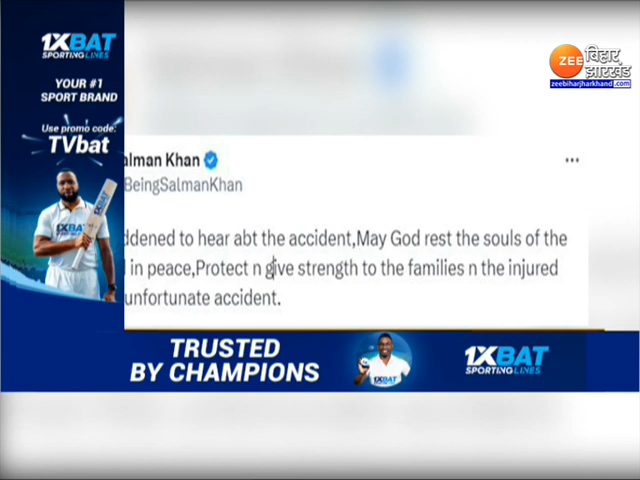 1XBAT
SPORTING LINES
YOUR #1
SPORT BRAND
Use promo code:
TVbat
1XBAT
ZEE
बिहार
झारखंड
zeebiharjharkhand.com
alman Khan
BeingSalmanKhan
ddened to hear abt the accident,May God rest the souls of the
in peace,Protect n give strength to the families n the injured
unfortunate accident.
TRUSTED
BY CHAMPIONS
1XBAT
1XBAT
SPORTING LINES